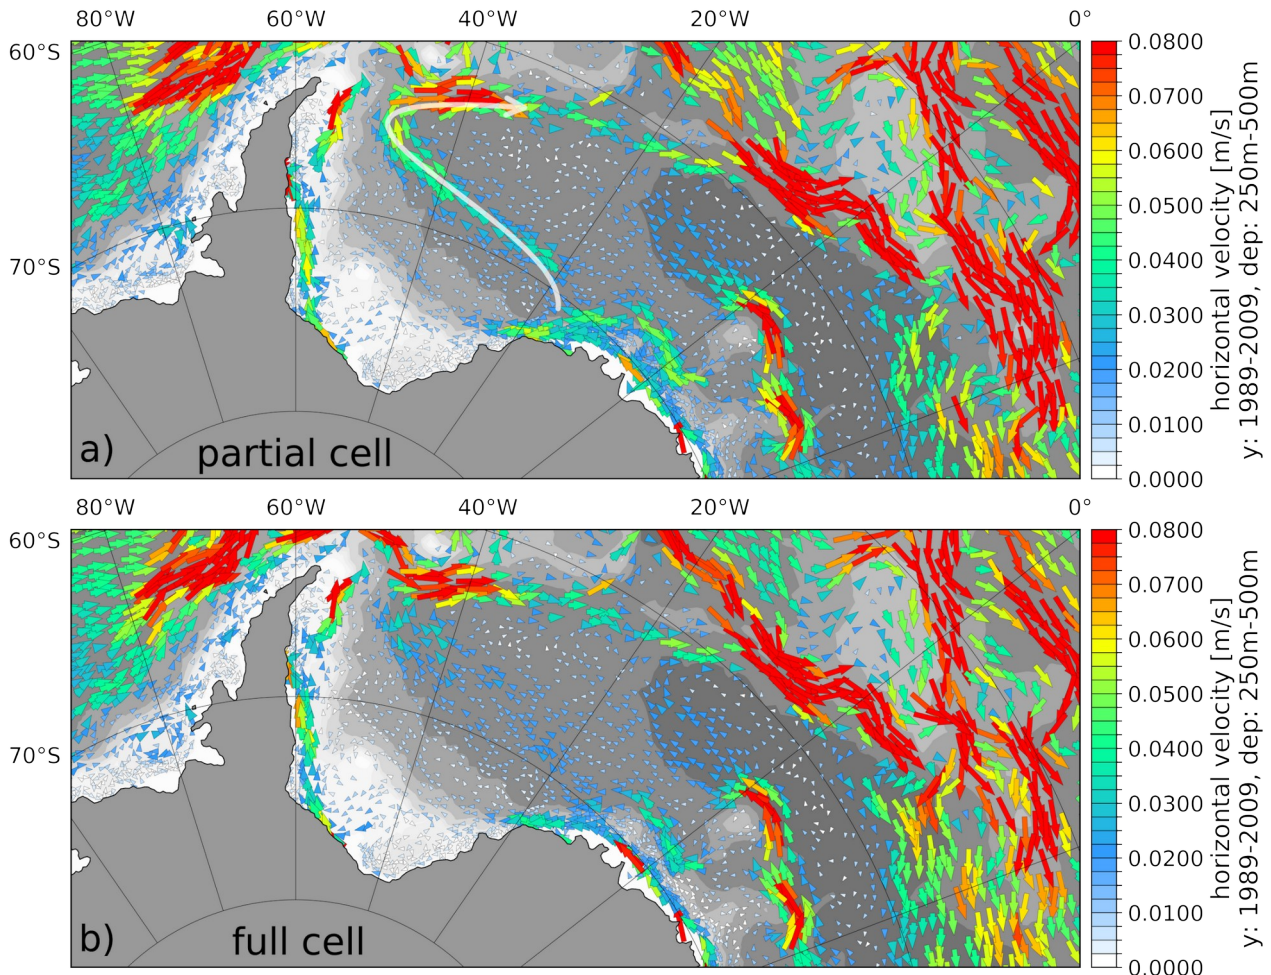 80°W 60°W 40°W 20°W 0°
60°S
70°S
a) partial cell
0.0800
0.0700
0.0600
0.0500
0.0400
0.0300
0.0200
0.0100
0.0000
horizontal velocity [m/s]
y: 1989-2009, dep: 250m-500m
80°W 60°W 40°W 20°W 0°
60°S
70°S
b) full cell
0.0800
0.0700
0.0600
0.0500
0.0400
0.0300
0.0200
0.0100
0.0000
horizontal velocity [m/s]
y: 1989-2009, dep: 250m-500m